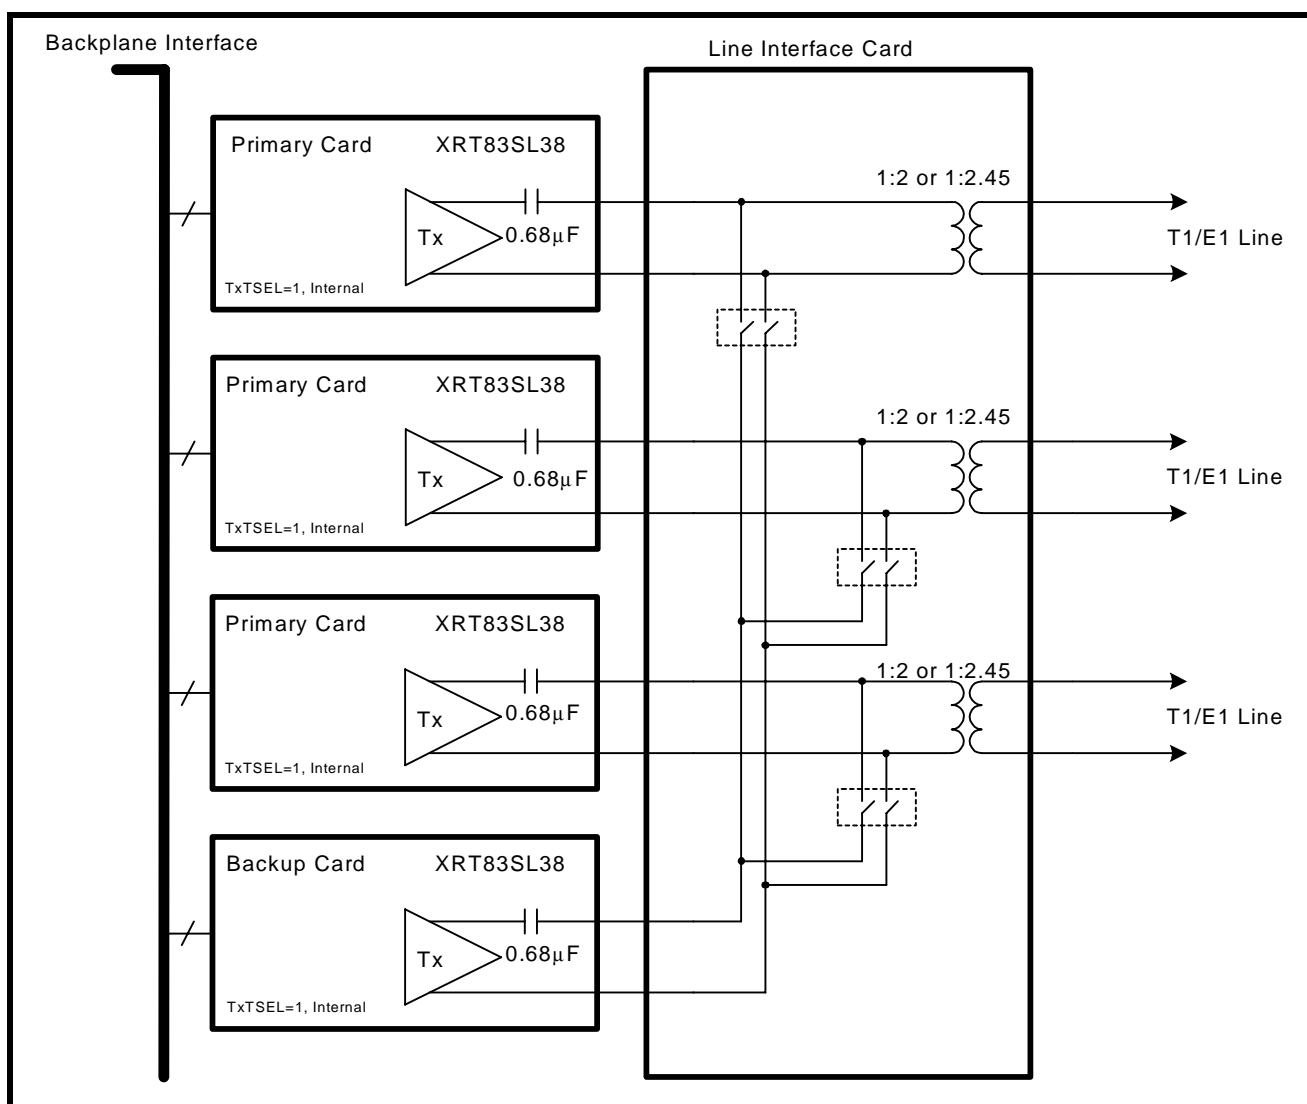 Backplane Interface
Line Interface Card
Primary Card XRT83SL38
Tx
0.68μF
TxTSEL=1, Internal
1:2 or 1:2.45
T1/E1 Line
Primary Card XRT83SL38
Tx
0.68μF
TxTSEL=1, Internal
1:2 or 1:2.45
T1/E1 Line
Primary Card XRT83SL38
Tx
0.68μF
TxTSEL=1, Internal
1:2 or 1:2.45
T1/E1 Line
Backup Card XRT83SL38
Tx
0.68μF
TxTSEL=1, Internal